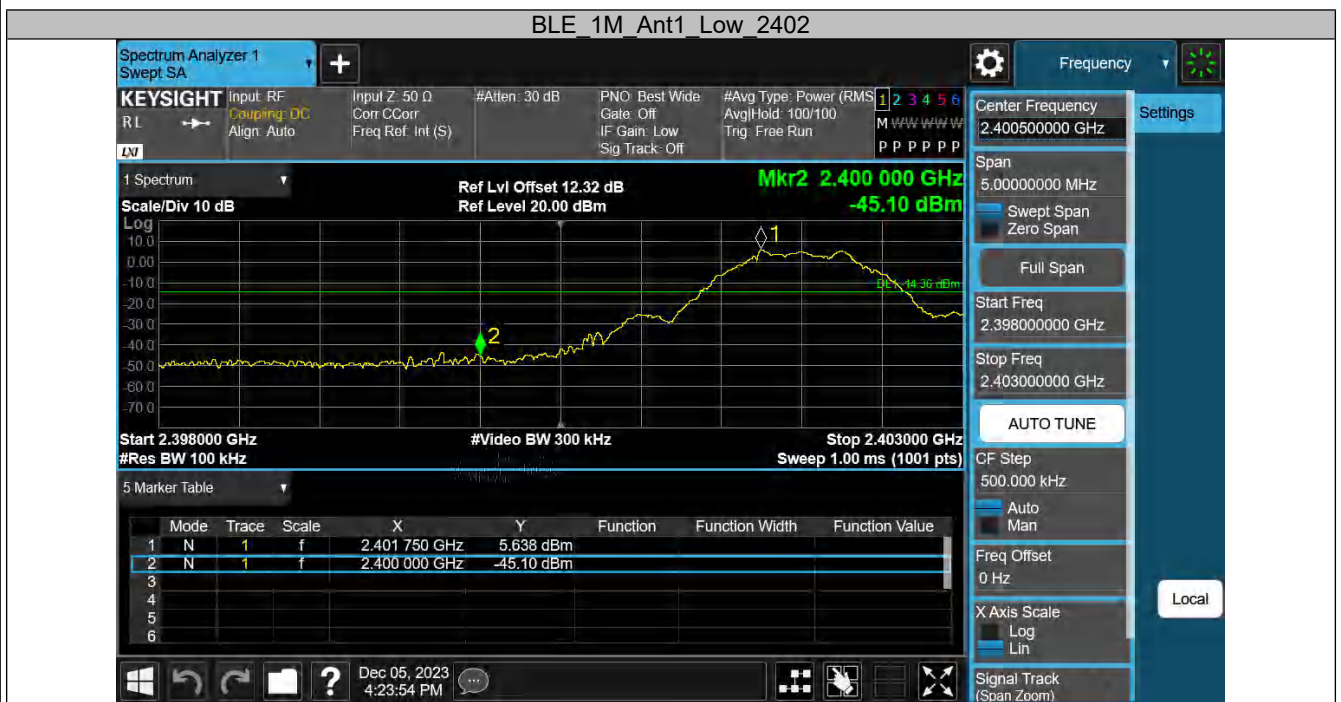 BLE_1M_Ant1_Low_2402
Spectrum Analyzer 1
Swept SA
+
Frequency
KEYSIGHT
R L
LXI
Input: RF
Coupling: DC
Align: Auto
Input Z: 50 Ω
Corr CCorr
Freq Ref: Int (S)
#Atten: 30 dB
PNO: Best Wide
Gate: Off
IF Gain: Low
Sig Track: Off
#Avg Type: Power (RMS
Avg|Hold: 100/100
Trig: Free Run
1 2 3 4 5 6
M W W W W W
P P P P P P
Center Frequency
2.400500000 GHz
Settings
1 Spectrum
Scale/Div 10 dB
Ref Lvl Offset 12.32 dB
Ref Level 20.00 dBm
Mkr2 2.400 000 GHz
-45.10 dBm
Span
5.00000000 MHz
Swept Span
Zero Span
Full Span
Log
10.0
0.00
-10.0
-20.0
-30.0
-40.0
-50.0
-60.0
-70.0
1
2
DL1 -14.36 dBm
Start Freq
2.398000000 GHz
Stop Freq
2.403000000 GHz
AUTO TUNE
Start 2.398000 GHz
#Res BW 100 kHz
#Video BW 300 kHz
Stop 2.403000 GHz
Sweep 1.00 ms (1001 pts)
CF Step
500.000 kHz
Auto
Man
5 Marker Table
Mode Trace Scale X Y Function Function Width Function Value
1 N 1 f 2.401 750 GHz 5.638 dBm
2 N 1 f 2.400 000 GHz -45.10 dBm
3
4
5
6
Freq Offset
0 Hz
X Axis Scale
Log
Lin
Local
Signal Track
(Span Zoom)
?
Dec 05, 2023
4:23:54 PM